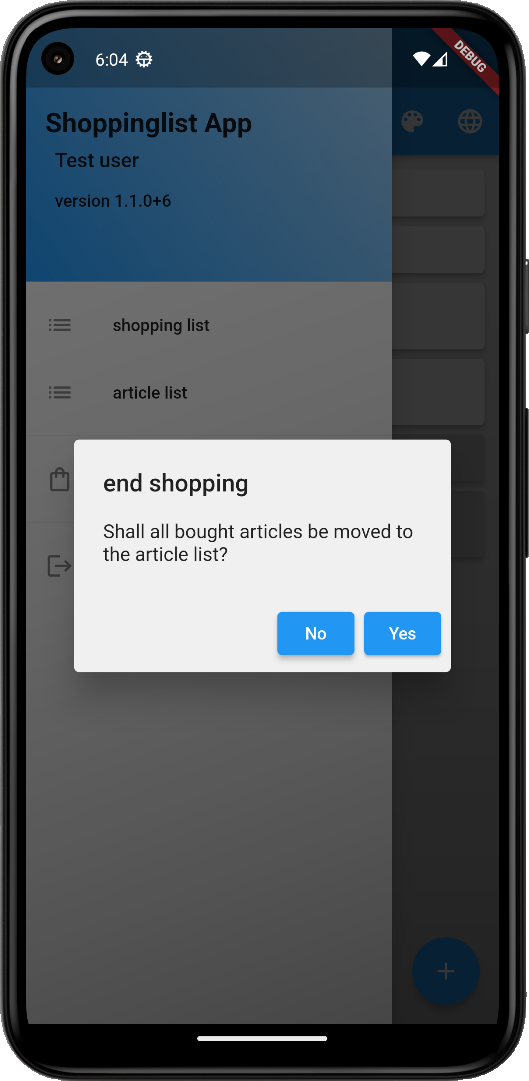 6:04
DEBUG
Shoppinglist App
Test user
version 1.1.0+6
shopping list
article list
end shopping
Shall all bought articles be moved to
the article list?
No
Yes